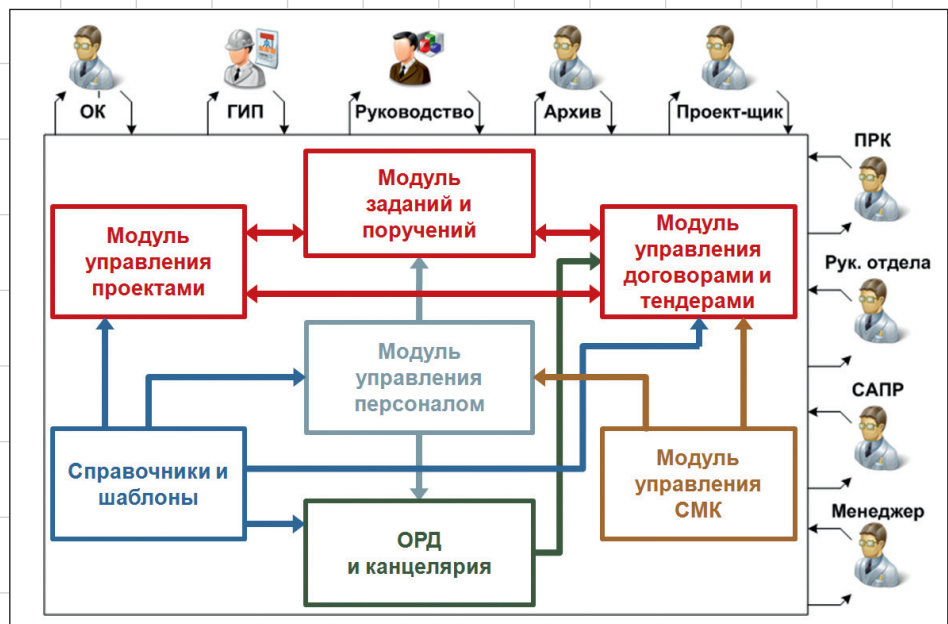 ОК
ГИП
Руководство
Архив
Проект-щик
ПРК
Рук. отдела
САПР
Менеджер
Модуль
заданий и
поручений
Модуль
управления
проектами
Модуль
управления
договорами и
тендерами
Модуль
управления
персоналом
Справочники и
шаблоны
Модуль
управления
СМК
ОРД
и канцелярия